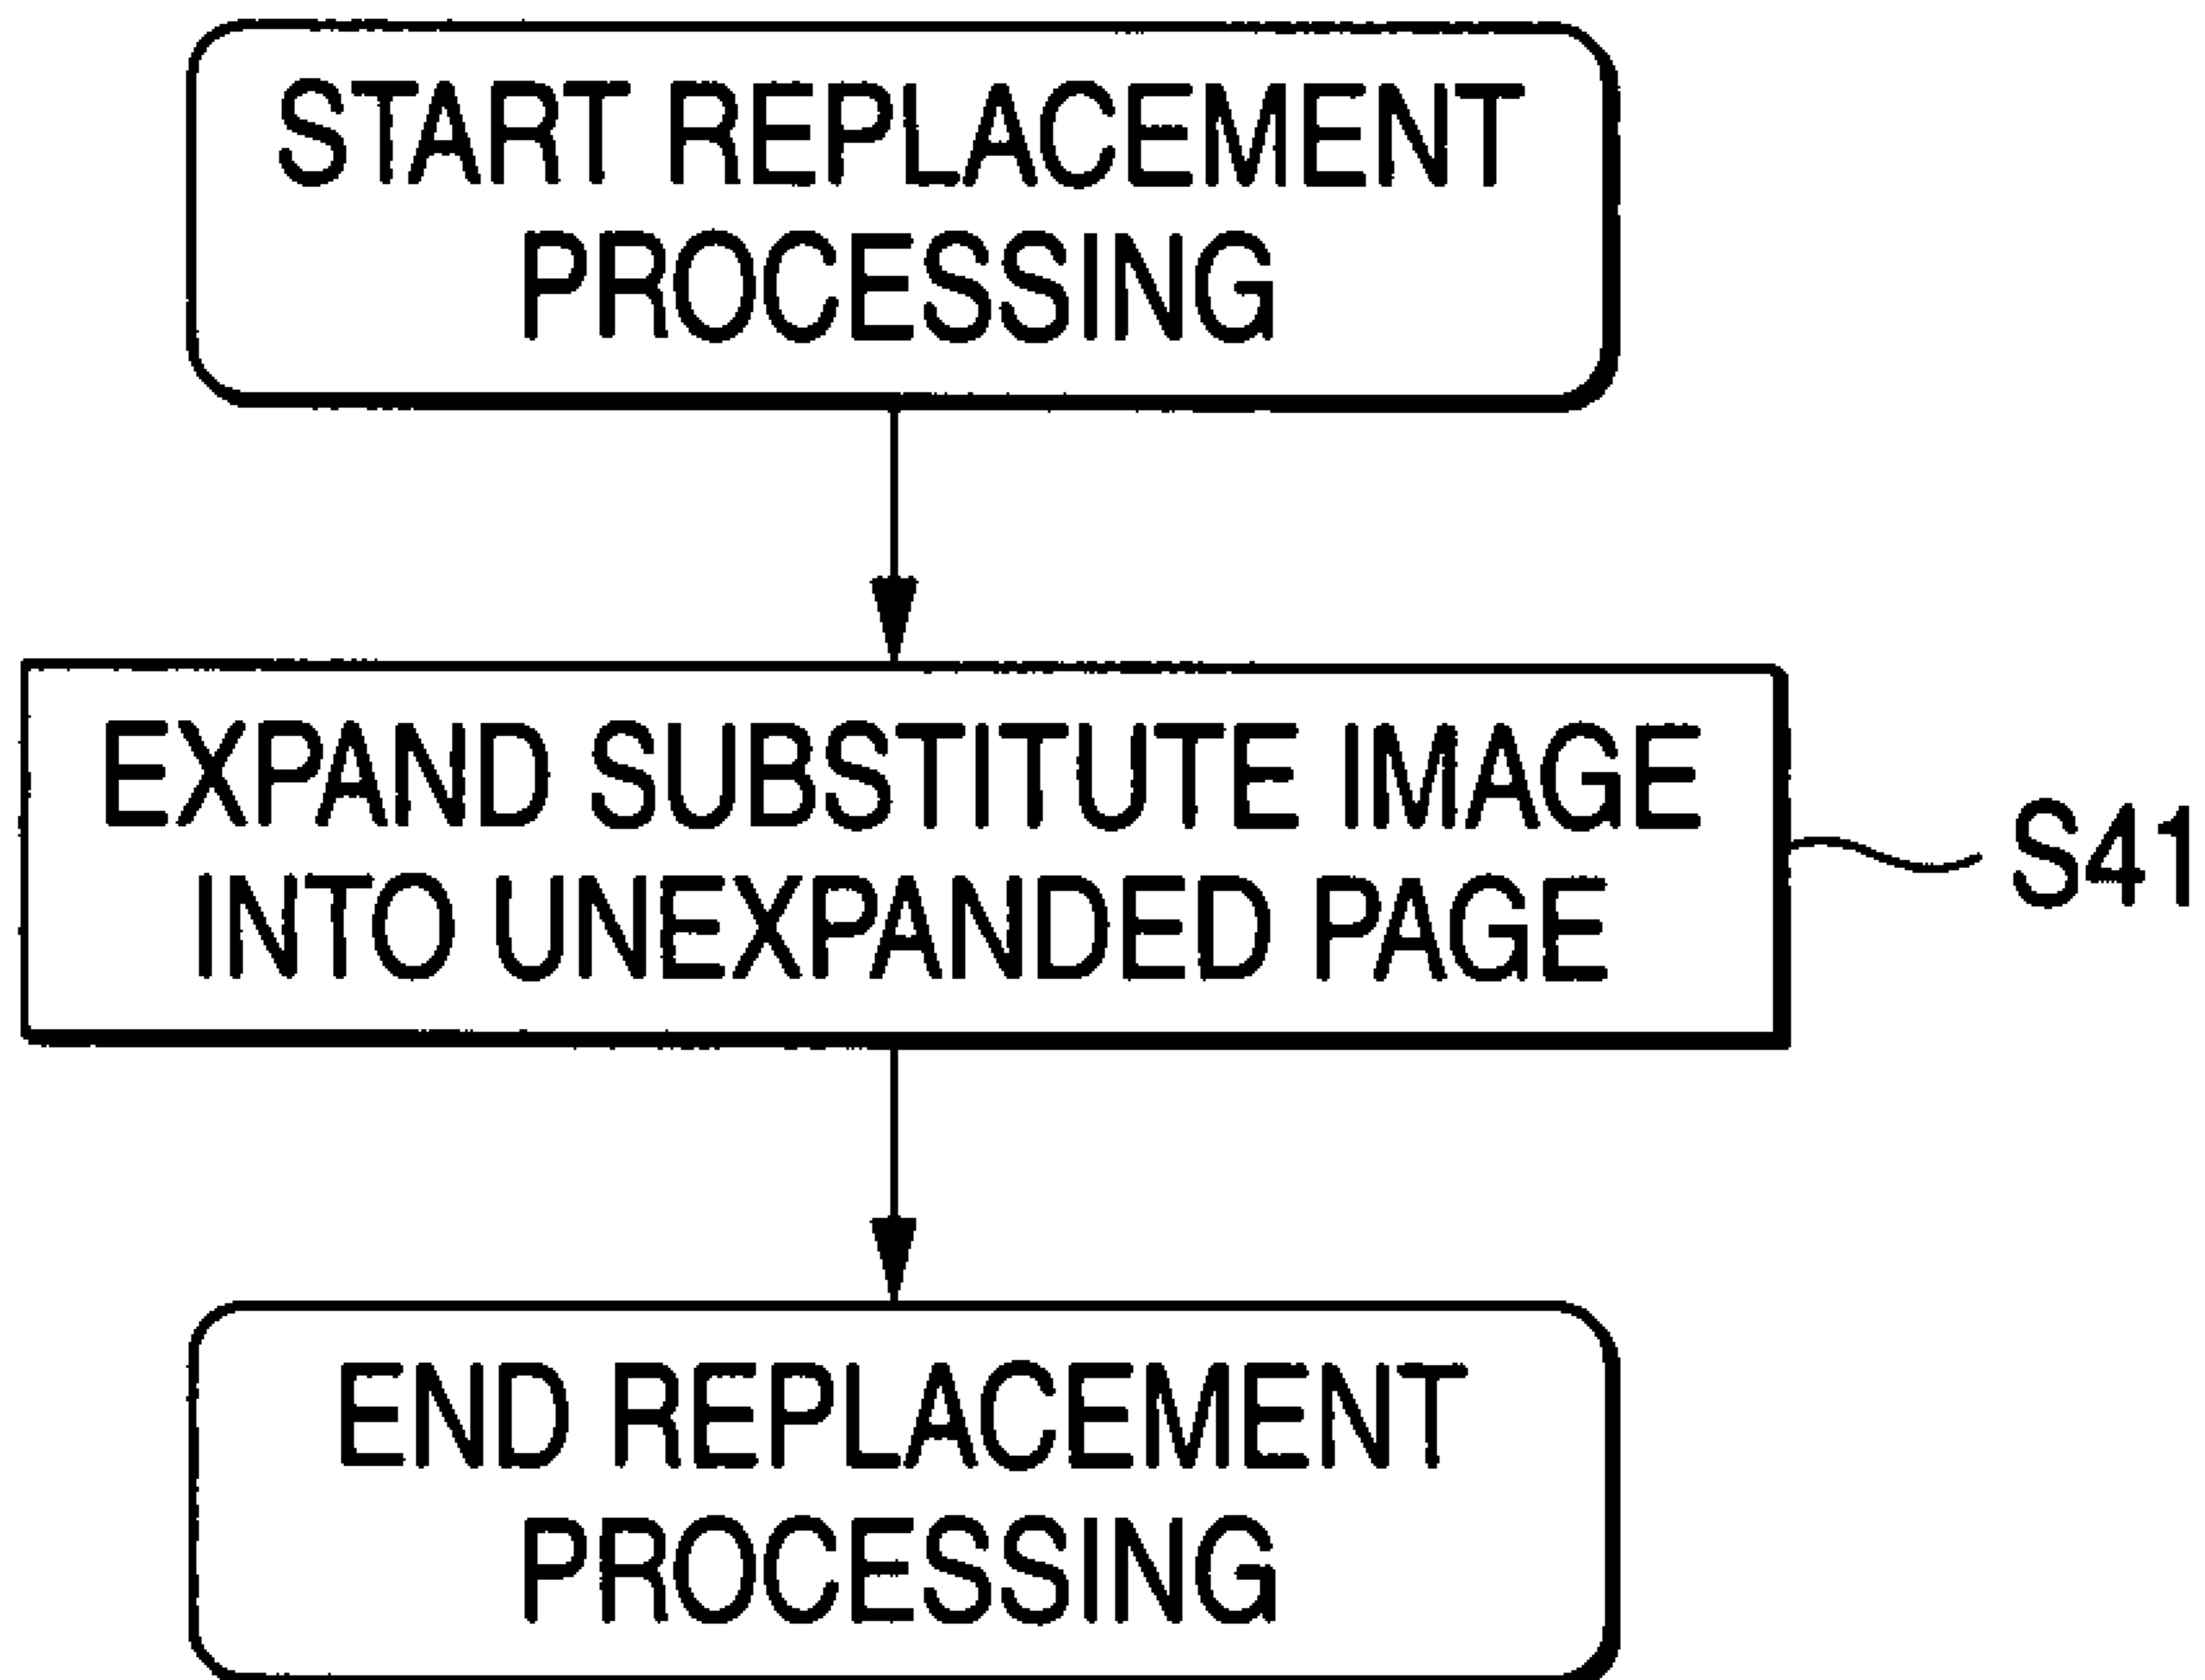 START REPLACEMENT
PROCESSING
EXPAND SUBSTITUTE IMAGE
INTO UNEXPANDED PAGE
S41
END REPLACEMENT
PROCESSING